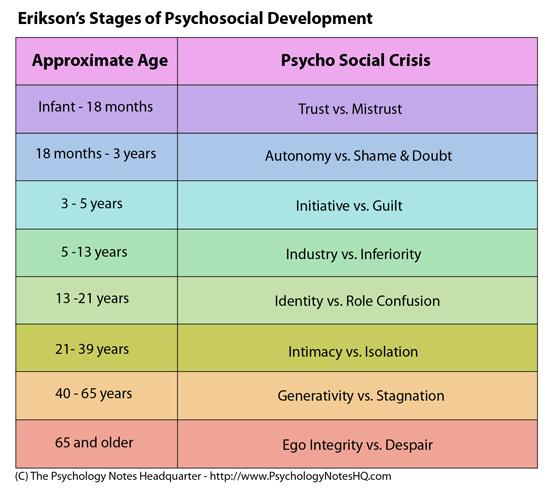 Erikson's Stages of Psychosocial Development
Approximate Age Psycho Social Crisis
Infant - 18 months Trust vs. Mistrust
18 months - 3 years Autonomy vs. Shame & Doubt
3 - 5 years Initiative vs. Guilt
5 -13 years Industry vs. Inferiority
13 -21 years Identity vs. Role Confusion
21- 39 years Intimacy vs. Isolation
40 - 65 years Generativity vs. Stagnation
65 and older Ego Integrity vs. Despair
(C) The Psychology Notes Headquarter - http://www.PsychologyNotesHQ.com